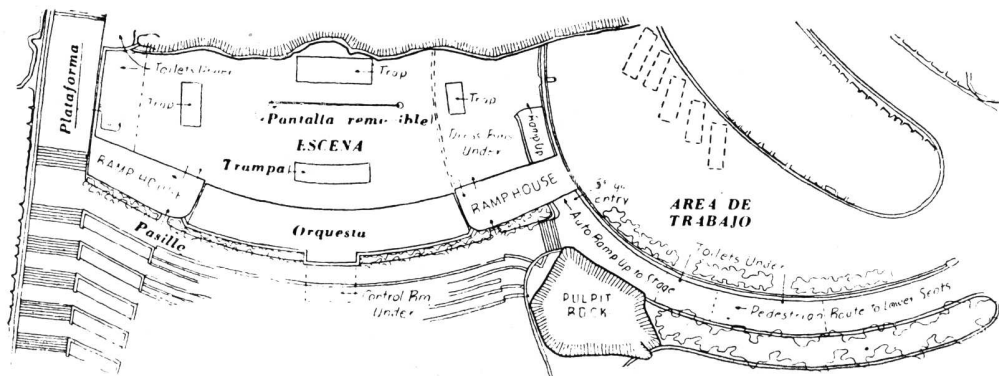 Plataforma
Toilets Under
Trap
Trap
Trap
(Pantalla removible)
ESCENA
Under
Ramp Up
Trampa
RAMP HOUSE
RAMP HOUSE
Orquesta
Pasillo
Control Rm
Under
entry
AREA DE
TRABAJO
Auto Ramp Up to Stage
Toilets Under
Pedestrian Route to Lower Seats
PULPIT
ROCK